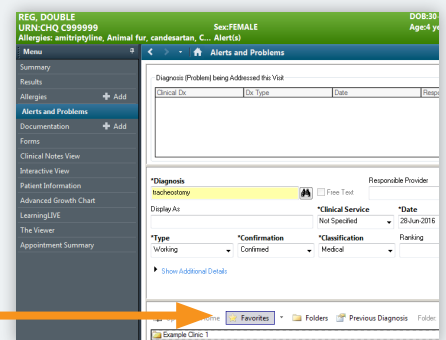 REG, DOUBLE DOB:30-
URN:CHQ C999999 Sex:FEMALE Age:4 ye
Allergies: amitriptyline, Animal fur, candesartan, C... Alert(s)
Menu Alerts and Problems
Summary
Results
Allergies Add
Alerts and Problems
Documentation Add
Forms
Clinical Notes View
Interactive View
Patient Information
Advanced Growth Chart
LearningLIVE
The Viewer
Appointment Summary
Diagnosis (Problem) being Addressed this Visit
Clinical Dx Dx Type Date Respo
*Diagnosis Responsible Provider
tracheostomy Free Text
Display As *Clinical Service *Date
Not Specified 28-Jun-2016
*Type *Confirmation *Classification Ranking
Working Confirmed Medical
Show Additional Details
Favorites Folders Previous Diagnosis Folder:
Example Clinic 1